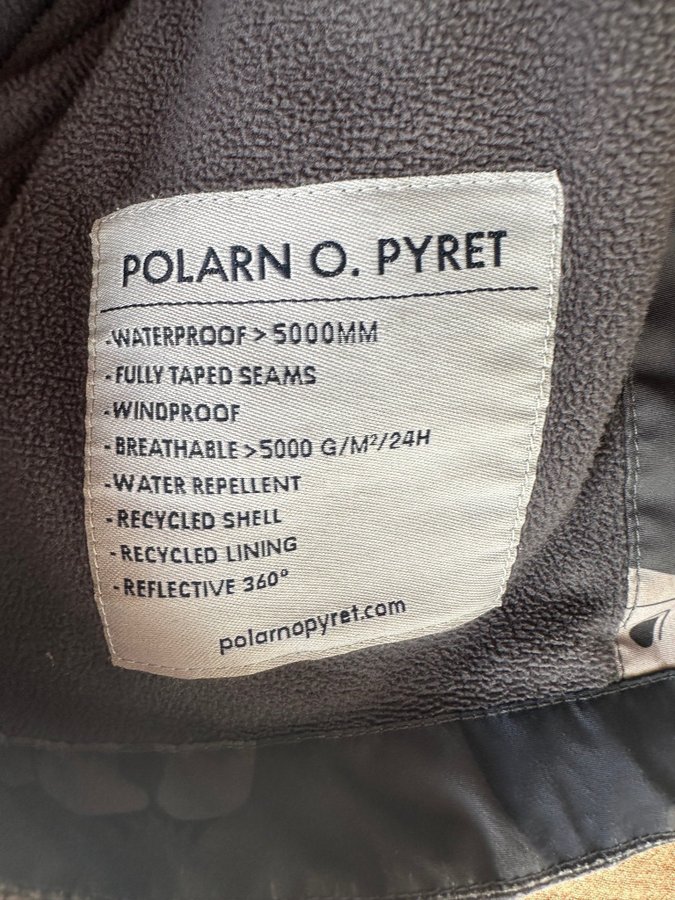 POLARN O. PYRET
-WATERPROOF > 5000MM
-FULLY TAPED SEAMS
-WINDPROOF
-BREATHABLE >5000 G/M²/24H
-WATER REPELLENT
-RECYCLED SHELL
-RECYCLED LINING
-REFLECTIVE 360°
polarnopyret.com